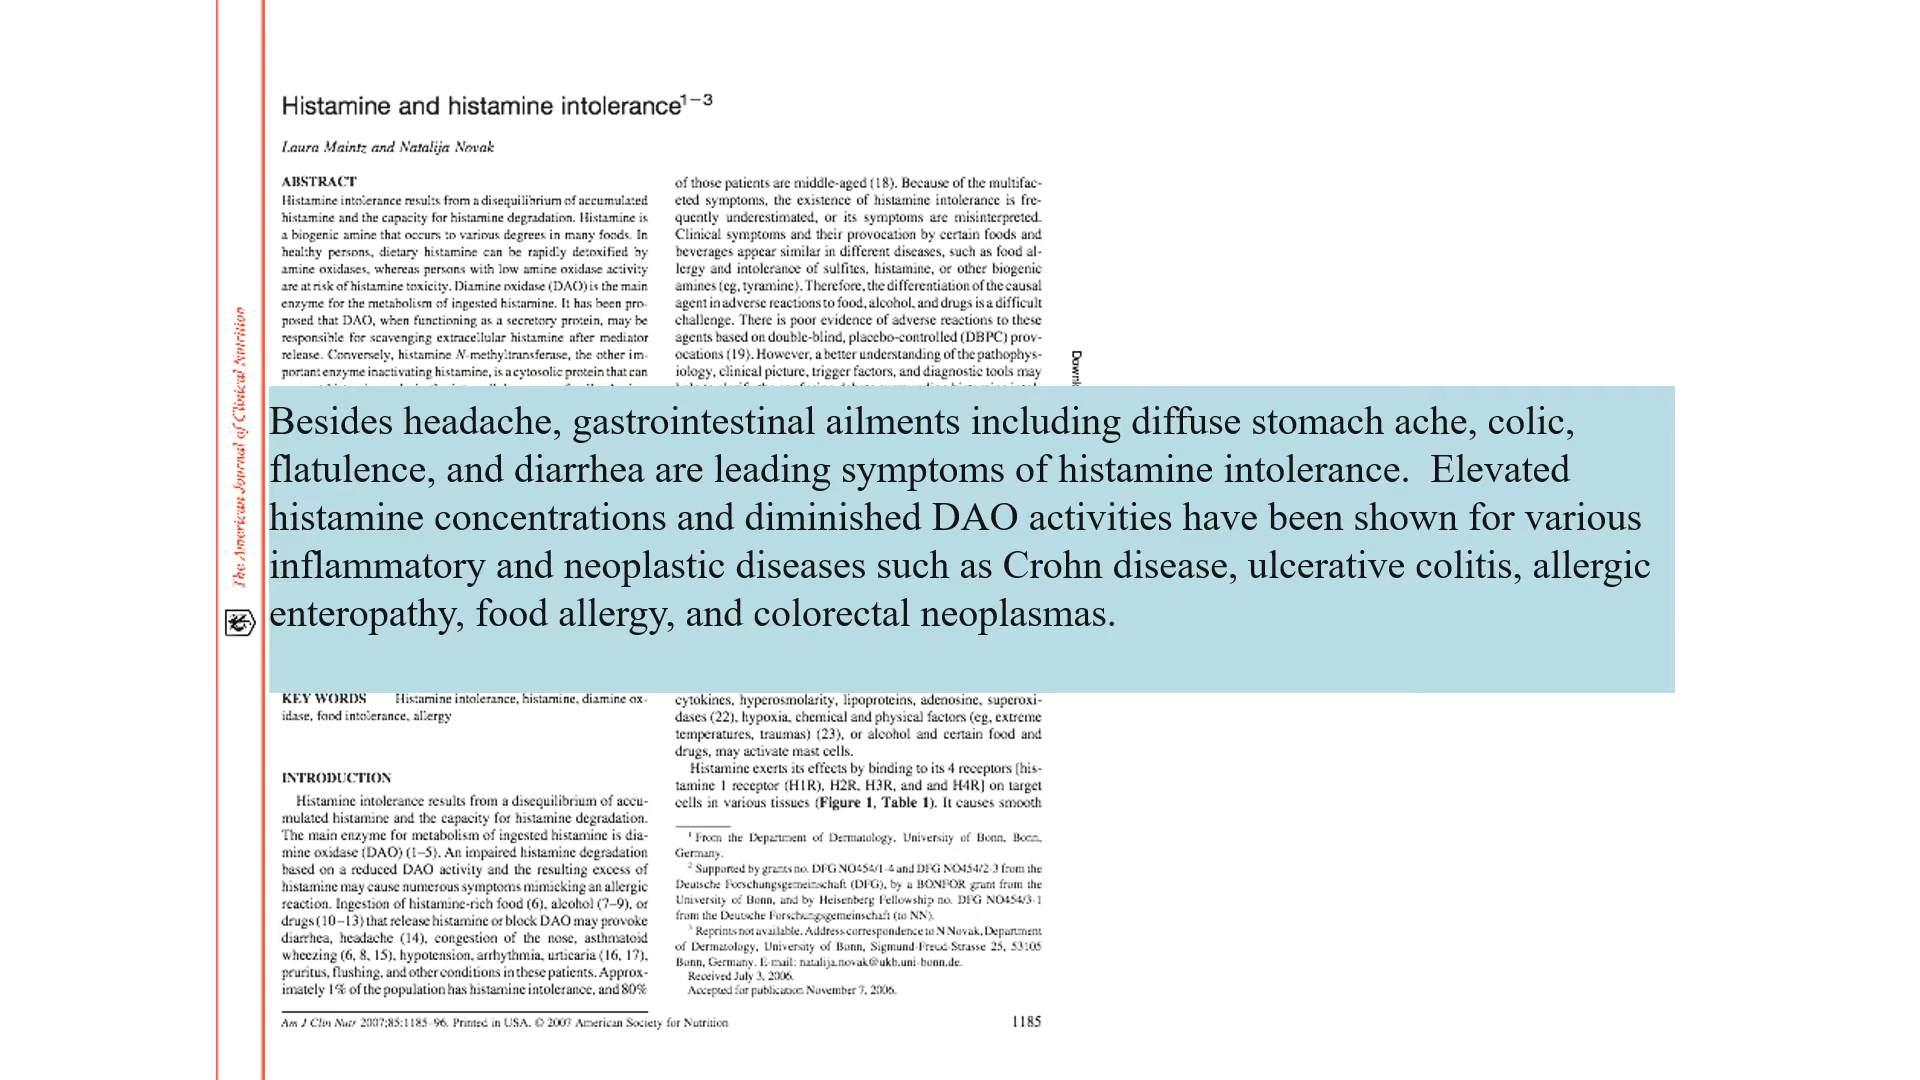 Histamine and histamine intolerance1–3
Laura Maintz and Natalija Novak
ABSTRACT
Histamine intolerance results from a disequilibrium of accumulated
histamine and the capacity for histamine degradation. Histamine is
a biogenic amine that occurs to various degrees in many foods. In
healthy persons, dietary histamine can be rapidly detoxified by
amine oxidases, whereas persons with low amine oxidase activity
are at risk of histamine toxicity. Diamine oxidase (DAO) is the main
enzyme for the metabolism of ingested histamine. It has been pro-
posed that DAO, when functioning as a secretory protein, may be
responsible for scavenging extracellular histamine after mediator
release. Conversely, histamine N-methyltransferase, the other im-
portant enzyme inactivating histamine, is a cytosolic protein that can
of those patients are middle-aged (18). Because of the multifac-
eted symptoms, the existence of histamine intolerance is fre-
quently underestimated, or its symptoms are misinterpreted.
Clinical symptoms and their provocation by certain foods and
beverages appear similar in different diseases, such as food al-
lergy and intolerance of sulfites, histamine, or other biogenic
amines (eg, tyramine). Therefore, the differentiation of the causal
agent in adverse reactions to food, alcohol, and drugs is a difficult
challenge. There is poor evidence of adverse reactions to these
agents based on double-blind, placebo-controlled (DBPC) prov-
ocations (19). However, a better understanding of the pathophys-
iology, clinical picture, trigger factors, and diagnostic tools may
The American Journal of Clinical Nutrition
Besides headache, gastrointestinal ailments including diffuse stomach ache, colic,
flatulence, and diarrhea are leading symptoms of histamine intolerance. Elevated
histamine concentrations and diminished DAO activities have been shown for various
inflammatory and neoplastic diseases such as Crohn disease, ulcerative colitis, allergic
enteropathy, food allergy, and colorectal neoplasmas.
KEY WORDS Histamine intolerance, histamine, diamine ox-
idase, food intolerance, allergy
INTRODUCTION
Histamine intolerance results from a disequilibrium of accu-
mulated histamine and the capacity for histamine degradation.
The main enzyme for metabolism of ingested histamine is dia-
mine oxidase (DAO) (1–5). An impaired histamine degradation
based on a reduced DAO activity and the resulting excess of
histamine may cause numerous symptoms mimicking an allergic
reaction. Ingestion of histamine-rich food (6), alcohol (7–9), or
drugs (10–13) that release histamine or block DAO may provoke
diarrhea, headache (14), congestion of the nose, asthmatoid
wheezing (6, 8, 15), hypotension, arrhythmia, urticaria (16, 17),
pruritus, flushing, and other conditions in these patients. Approx-
imately 1% of the population has histamine intolerance, and 80%
cytokines, hyperosmolarity, lipoproteins, adenosine, superoxi-
dases (22), hypoxia, chemical and physical factors (eg, extreme
temperatures, traumas) (23), or alcohol and certain food and
drugs, may activate mast cells.
Histamine exerts its effects by binding to its 4 receptors [his-
tamine 1 receptor (H1R), H2R, H3R, and and H4R] on target
cells in various tissues (Figure 1, Table 1). It causes smooth
1 From the Department of Dermatology, University of Bonn, Bonn,
Germany.
2 Supported by grants no. DFG NO454/1-4 and DFG NO454/2-3 from the
Deutsche Forschungsgemeinschaft (DFG), by a BONFOR grant from the
University of Bonn, and by Heisenberg Fellowship no. DFG NO454/3-1
from the Deutsche Forschungsgemeinschaft (to NN).
3 Reprints not available. Address correspondence to N Novak, Department
of Dermatology, University of Bonn, Sigmund-Freud-Strasse 25, 53105
Bonn, Germany. E-mail: natalija.novak@ukb.uni-bonn.de.
Received July 3, 2006.
Accepted for publication November 7, 2006.
Am J Clin Nutr 2007;85:1185–96. Printed in USA. © 2007 American Society for Nutrition
1185